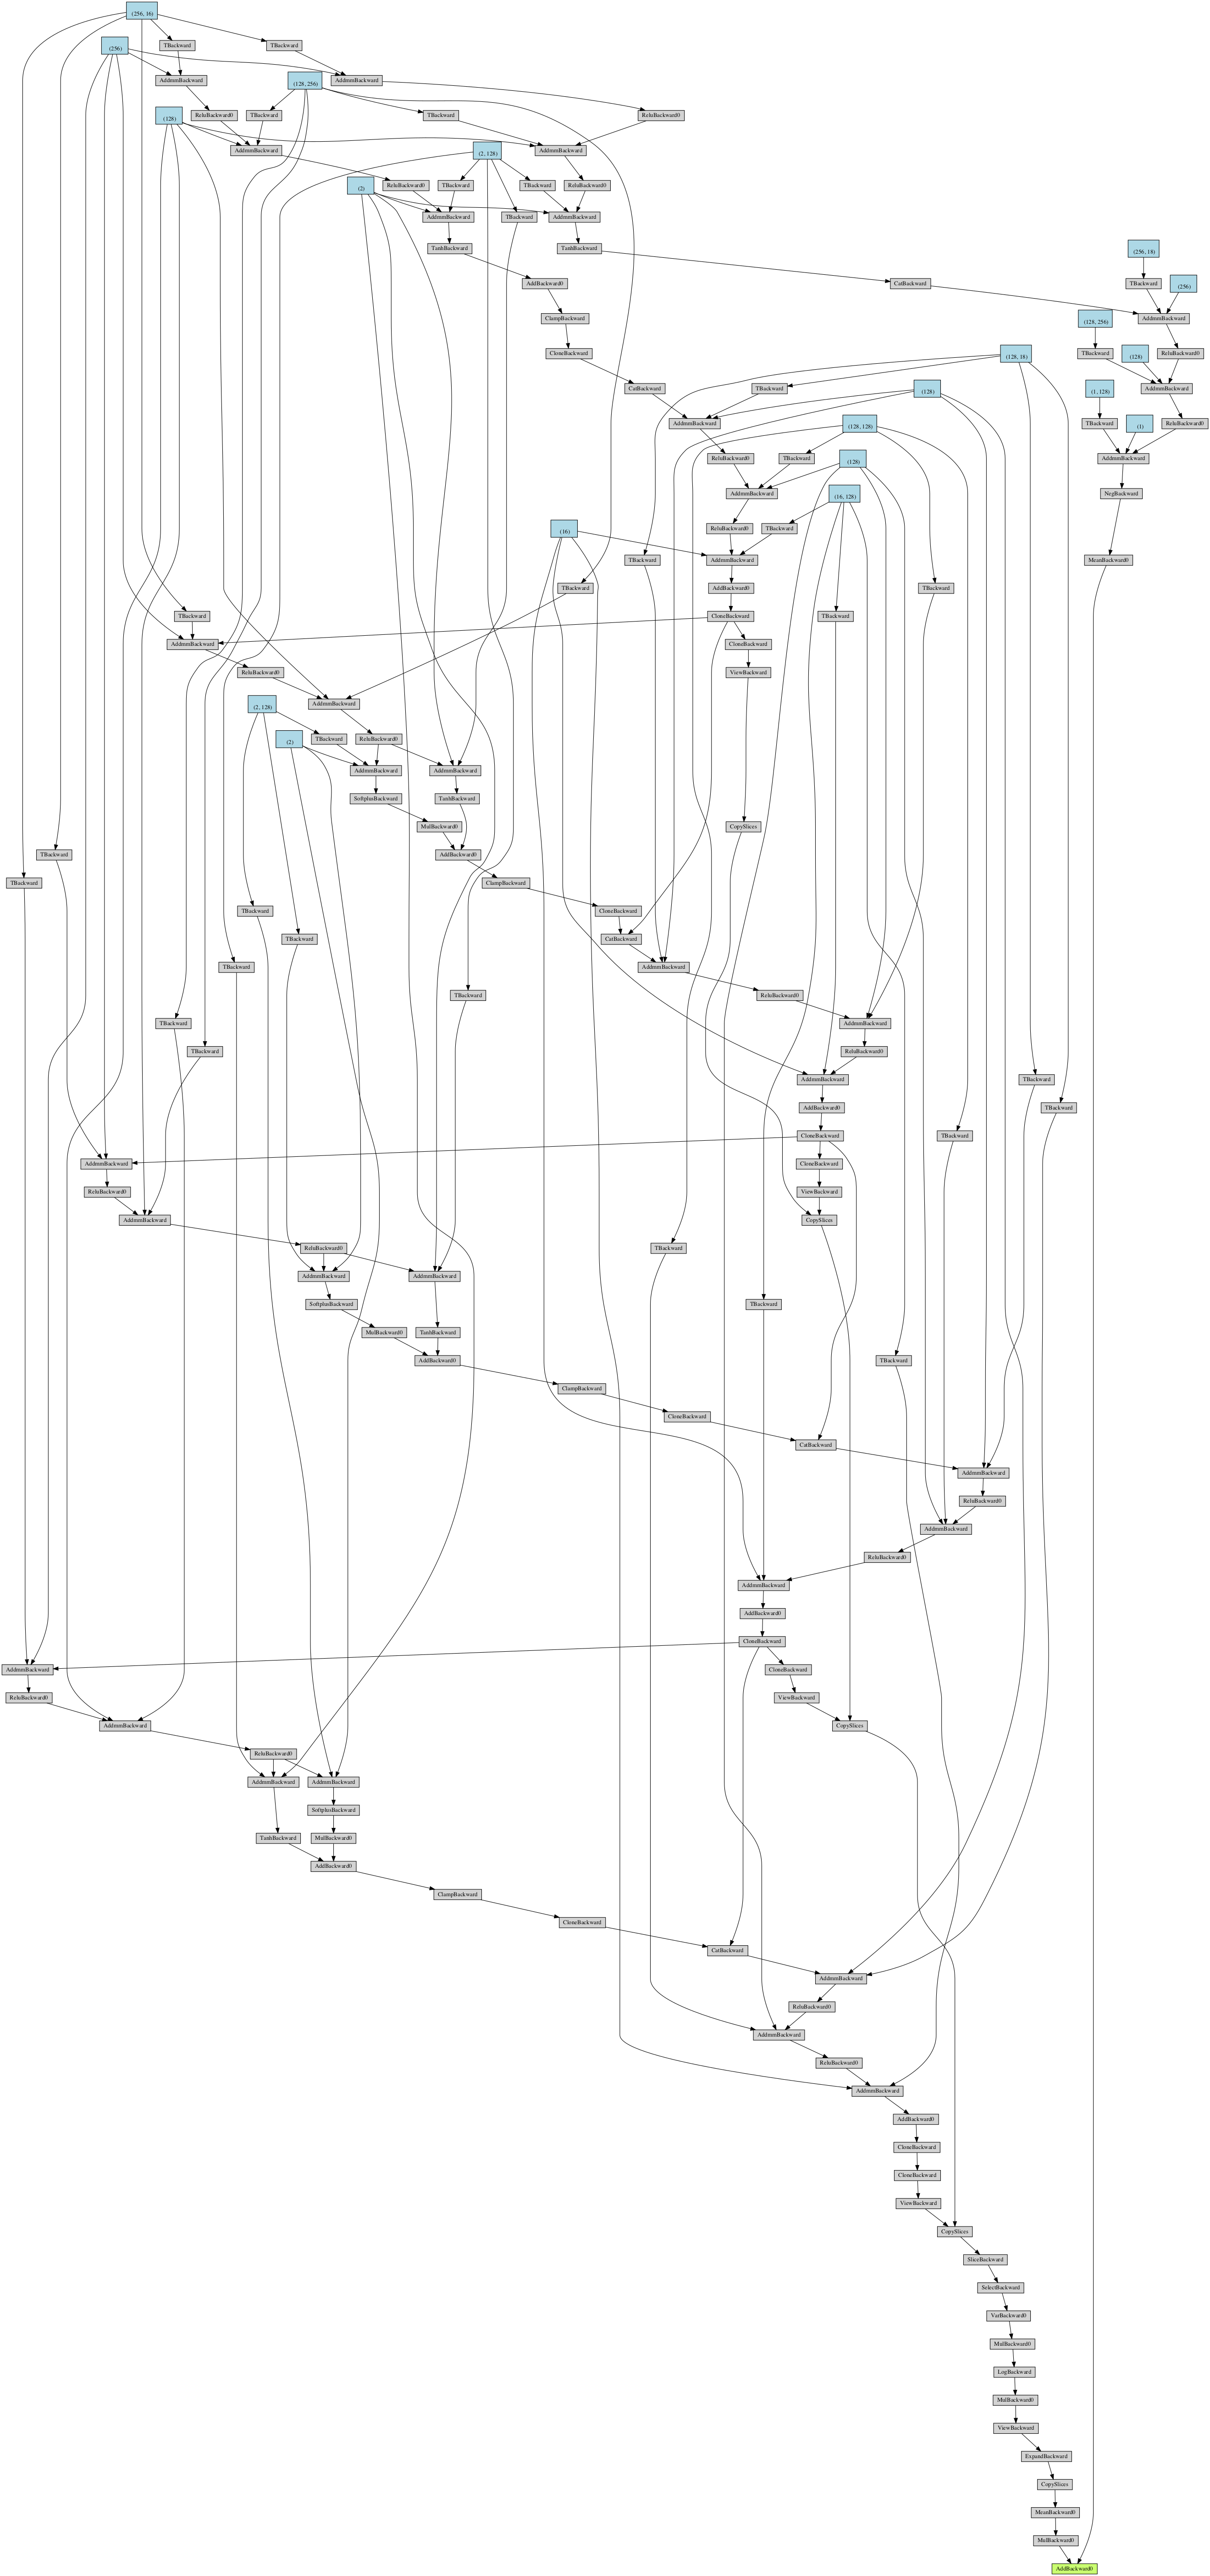 (256, 16)
TBackward
TBackward
(256)
AddmmBackward
AddmmBackward
(128, 256)
ReluBackward0
TBackward
TBackward
ReluBackward0
(128)
AddmmBackward
AddmmBackward
(2, 128)
ReluBackward0
TBackward
TBackward
ReluBackward0
(2)
AddmmBackward
TBackward
AddmmBackward
TanhBackward
TanhBackward
(256, 18)
AddBackward0
CatBackward
TBackward
(256)
ClampBackward
(128, 256)
AddmmBackward
CloneBackward
(128, 18)
TBackward
(128)
ReluBackward0
CatBackward
TBackward
(128)
(1, 128)
AddmmBackward
AddmmBackward
(128, 128)
TBackward
(1)
ReluBackward0
ReluBackward0
TBackward
(128)
AddmmBackward
AddmmBackward
(16, 128)
NegBackward
(16)
ReluBackward0
TBackward
TBackward
AddmmBackward
MeanBackward0
TBackward
AddBackward0
TBackward
TBackward
CloneBackward
TBackward
AddmmBackward
CloneBackward
ReluBackward0
ViewBackward
(2, 128)
AddmmBackward
(2)
TBackward
ReluBackward0
AddmmBackward
AddmmBackward
SoftplusBackward
TanhBackward
MulBackward0
CopySlices
TBackward
AddBackward0
TBackward
ClampBackward
TBackward
CloneBackward
TBackward
CatBackward
TBackward
AddmmBackward
TBackward
ReluBackward0
TBackward
AddmmBackward
TBackward
ReluBackward0
AddmmBackward
TBackward
AddBackward0
TBackward
CloneBackward
TBackward
AddmmBackward
CloneBackward
ReluBackward0
ViewBackward
AddmmBackward
CopySlices
ReluBackward0
TBackward
AddmmBackward
AddmmBackward
SoftplusBackward
TBackward
MulBackward0
TanhBackward
AddBackward0
TBackward
ClampBackward
CloneBackward
CatBackward
AddmmBackward
ReluBackward0
AddmmBackward
ReluBackward0
AddmmBackward
AddBackward0
CloneBackward
AddmmBackward
CloneBackward
ReluBackward0
ViewBackward
AddmmBackward
CopySlices
ReluBackward0
AddmmBackward
AddmmBackward
SoftplusBackward
TanhBackward
MulBackward0
AddBackward0
ClampBackward
CloneBackward
CatBackward
AddmmBackward
ReluBackward0
AddmmBackward
ReluBackward0
AddmmBackward
AddBackward0
CloneBackward
CloneBackward
ViewBackward
CopySlices
SliceBackward
SelectBackward
VarBackward0
MulBackward0
LogBackward
MulBackward0
ViewBackward
ExpandBackward
CopySlices
MeanBackward0
MulBackward0
AddBackward0